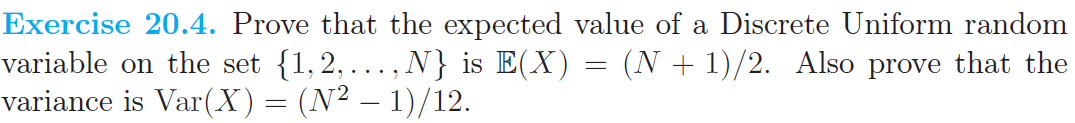 Exercise 20.4. Prove that the expected value of a Discrete Uniform random
variable on the set {1, 2, . . . , N} is 𝔼(X) = (N + 1)/2. Also prove that the
variance is Var(X) = (N² − 1)/12.